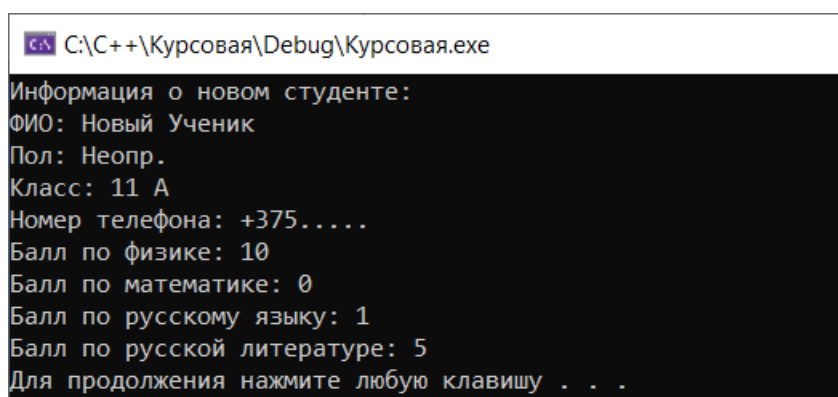 C:\C++\Курсовая\Debug\Курсовая.exe
Информация о новом студенте:
ФИО: Новый Ученик
Пол: Неопр.
Класс: 11 А
Номер телефона: +375.....
Балл по физике: 10
Балл по математике: 0
Балл по русскому языку: 1
Балл по русской литературе: 5
Для продолжения нажмите любую клавишу . . .